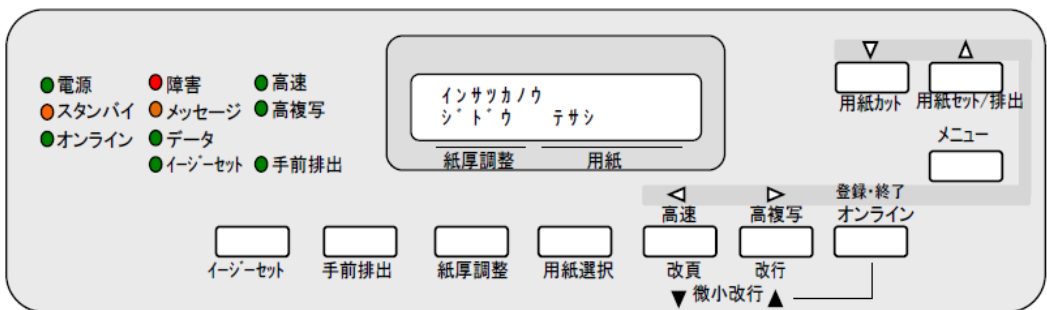 電源
スタンバイ
オンライン
障害
メッセージ
データ
イージーセット
高速
高複写
手前排出
インサツカノウ
ジドウ テサシ
紙厚調整 用紙
▽ △
用紙カット 用紙セット/排出
メニュー
◁ ▷ 登録・終了
高速 高複写 オンライン
イージーセット 手前排出 紙厚調整 用紙選択 改頁 改行
▼ 微小改行 ▲